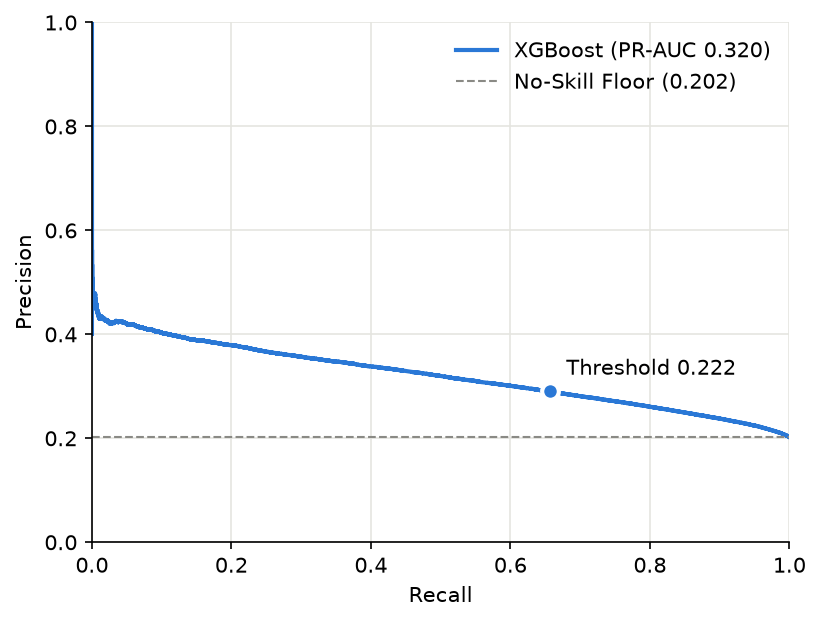 1.0
0.8
0.6
0.4
0.2
0.0
Precision
XGBoost (PR-AUC 0.320)
No-Skill Floor (0.202)
Threshold 0.222
0.0 0.2 0.4 0.6 0.8 1.0
Recall